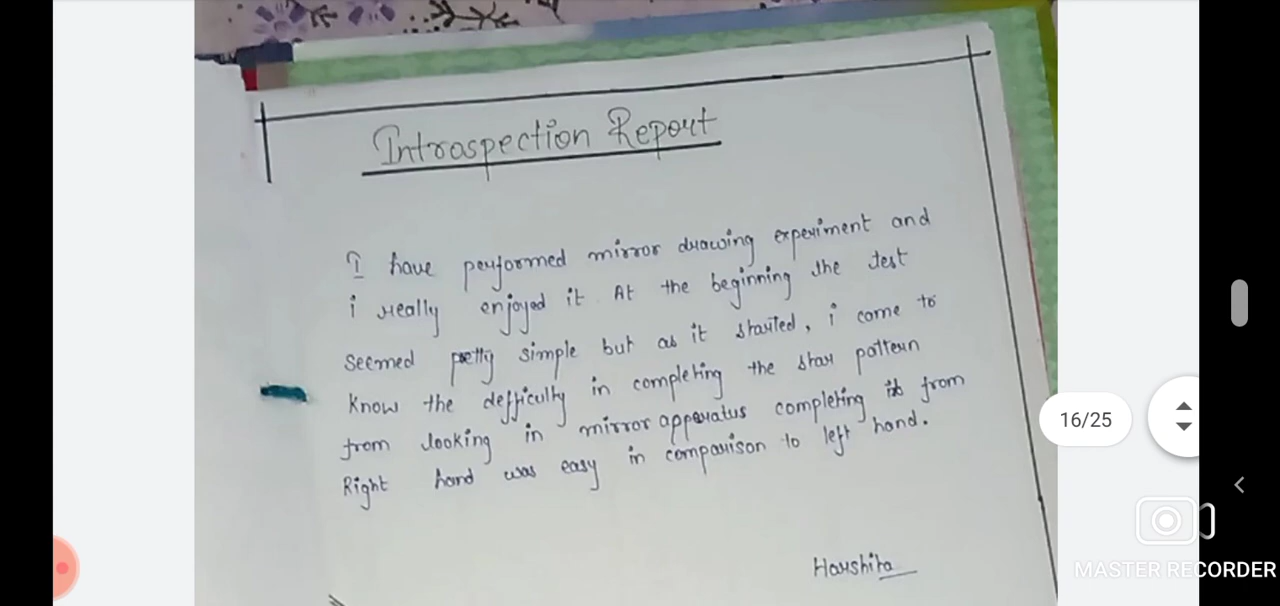 Introspection Report
I have performed mirror drawing experiment and
i really enjoyed it. At the beginning the test
seemed pretty simple but as it started, i come to
Know the defficulty in completing the star pattern
from looking in mirror apparatus completing it from
Right hand was easy in comparison to left hand.
Harshita
16/25
MASTER RECORDER